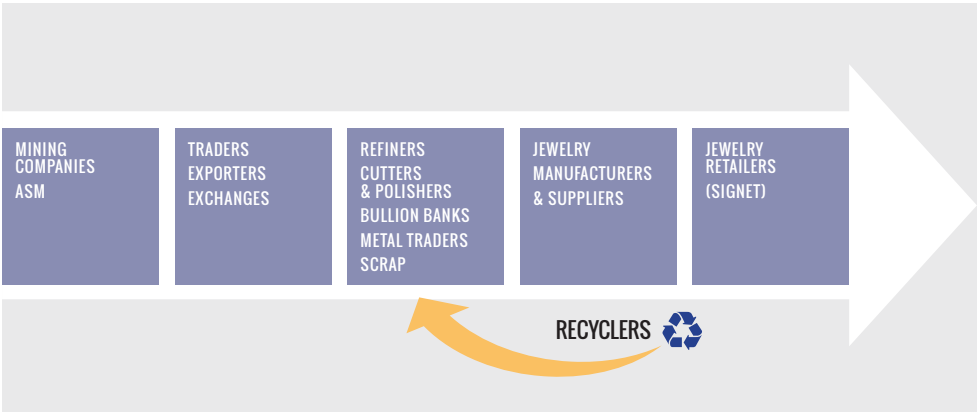 MINING
COMPANIES
ASM
TRADERS
EXPORTERS
EXCHANGES
REFINERS
CUTTERS
& POLISHERS
BULLION BANKS
METAL TRADERS
SCRAP
JEWELRY
MANUFACTURERS
& SUPPLIERS
JEWELRY
RETAILERS
(SIGNET)
RECYCLERS